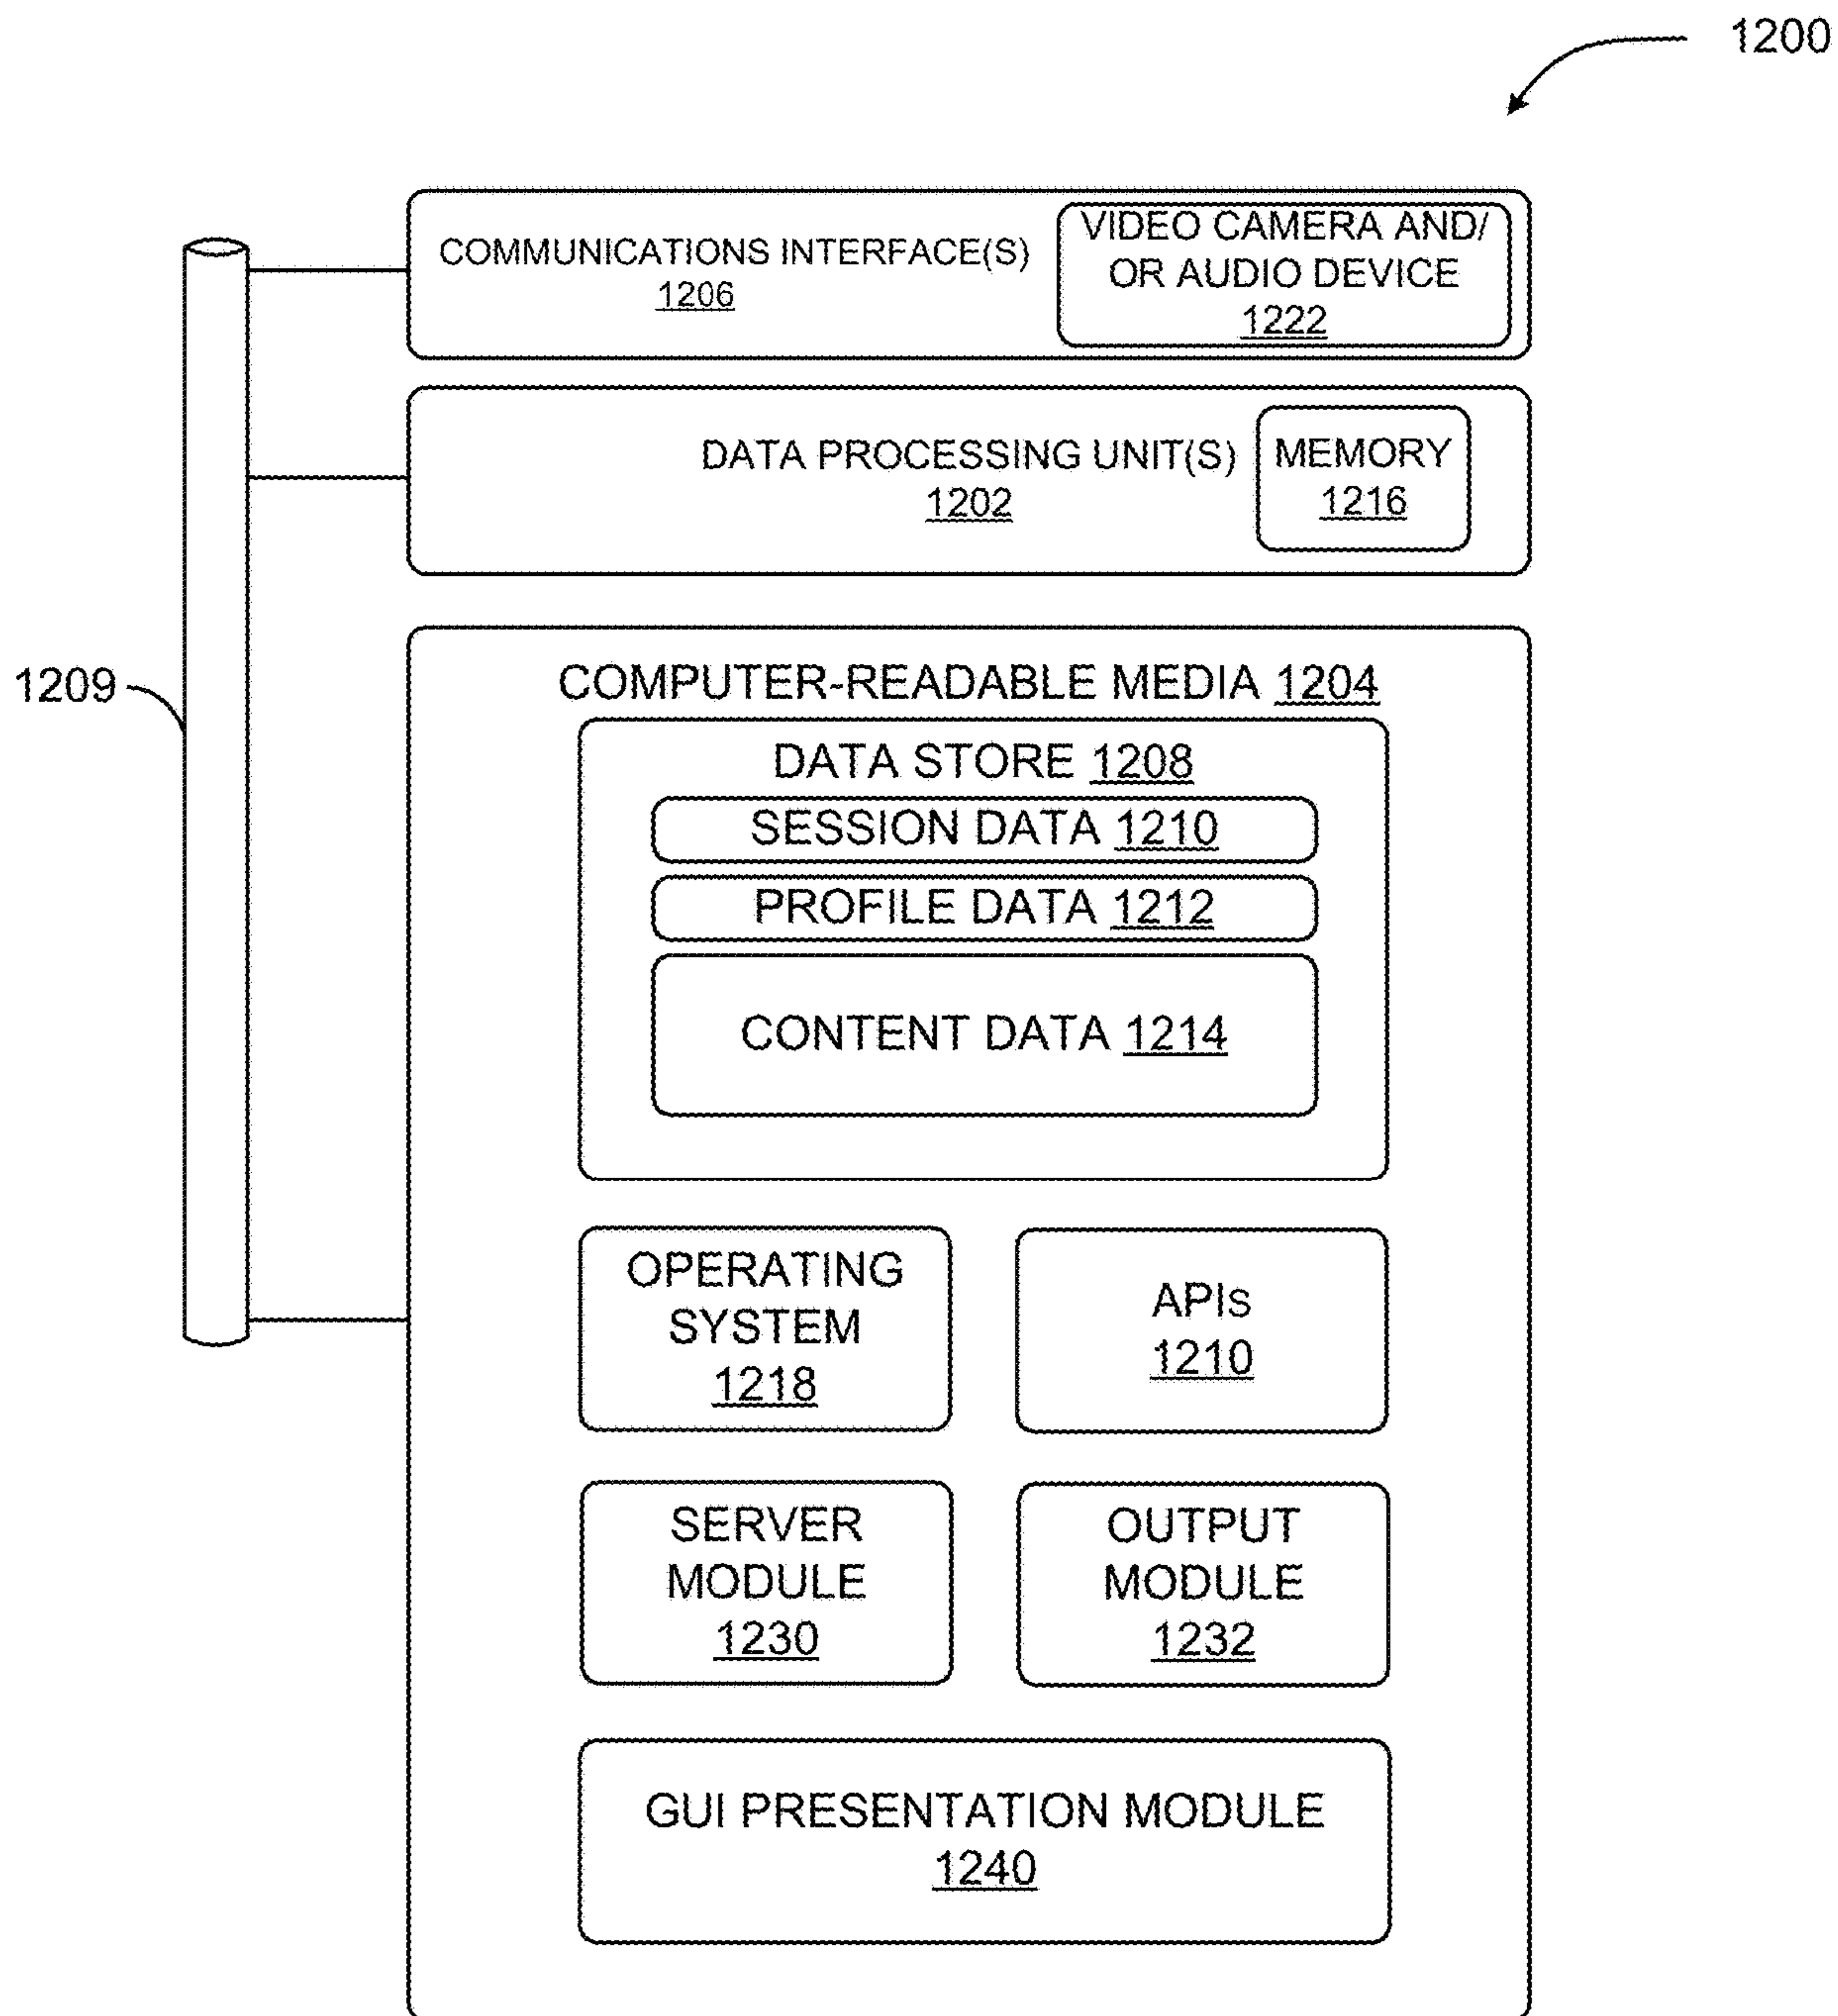 1200
COMMUNICATIONS INTERFACE(S)
1206
VIDEO CAMERA AND/
OR AUDIO DEVICE
1222
DATA PROCESSING UNIT(S)
1202
MEMORY
1216
1209
COMPUTER-READABLE MEDIA 1204
DATA STORE 1208
SESSION DATA 1210
PROFILE DATA 1212
CONTENT DATA 1214
OPERATING
SYSTEM
1218
APIs
1210
SERVER
MODULE
1230
OUTPUT
MODULE
1232
GUI PRESENTATION MODULE
1240